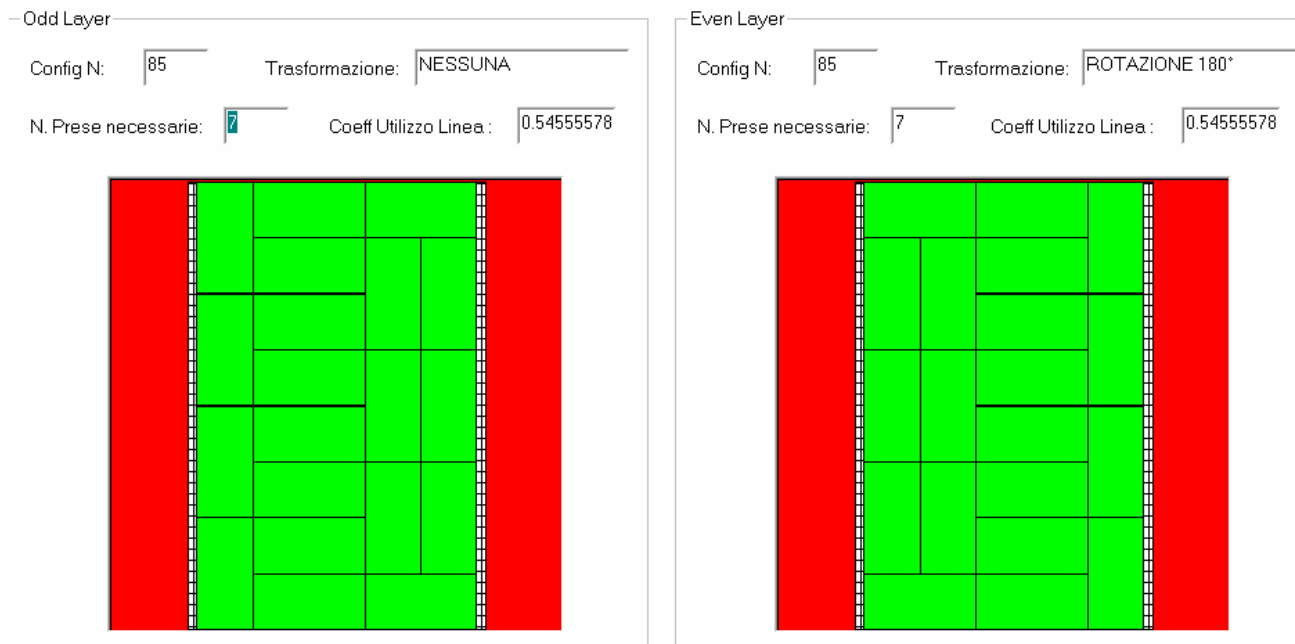 Odd Layer
Config N: 85 Trasformazione: NESSUNA
N. Prese necessarie: 7 Coeff Utilizzo Linea : 0.54555578
Even Layer
Config N: 85 Trasformazione: ROTAZIONE 180°
N. Prese necessarie: 7 Coeff Utilizzo Linea : 0.54555578